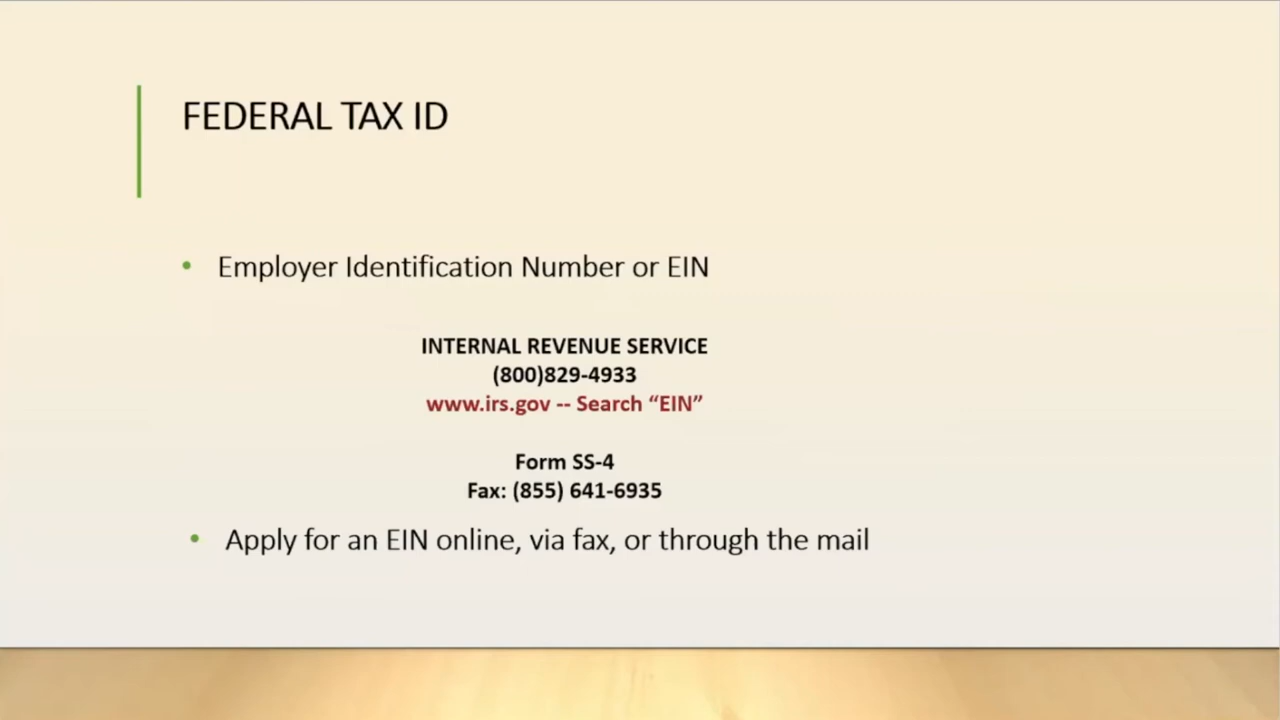 FEDERAL TAX ID
• Employer Identification Number or EIN
INTERNAL REVENUE SERVICE
(800)829-4933
www.irs.gov -- Search “EIN”
Form SS-4
Fax: (855) 641-6935
• Apply for an EIN online, via fax, or through the mail